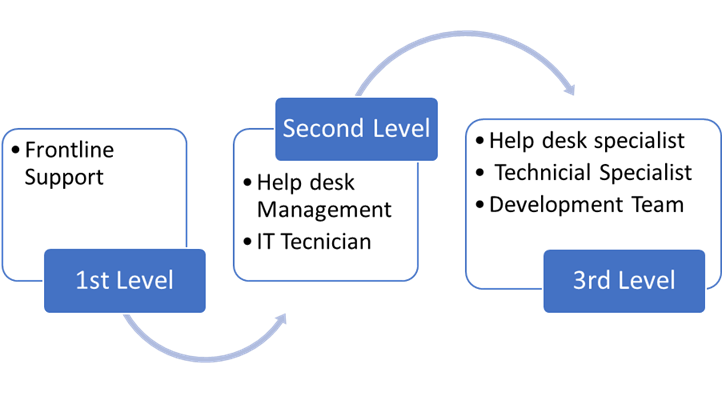 • Frontline
Support
1st Level
Second Level
• Help desk
Management
• IT Tecnician
• Help desk specialist
• Technicial Specialist
• Development Team
3rd Level